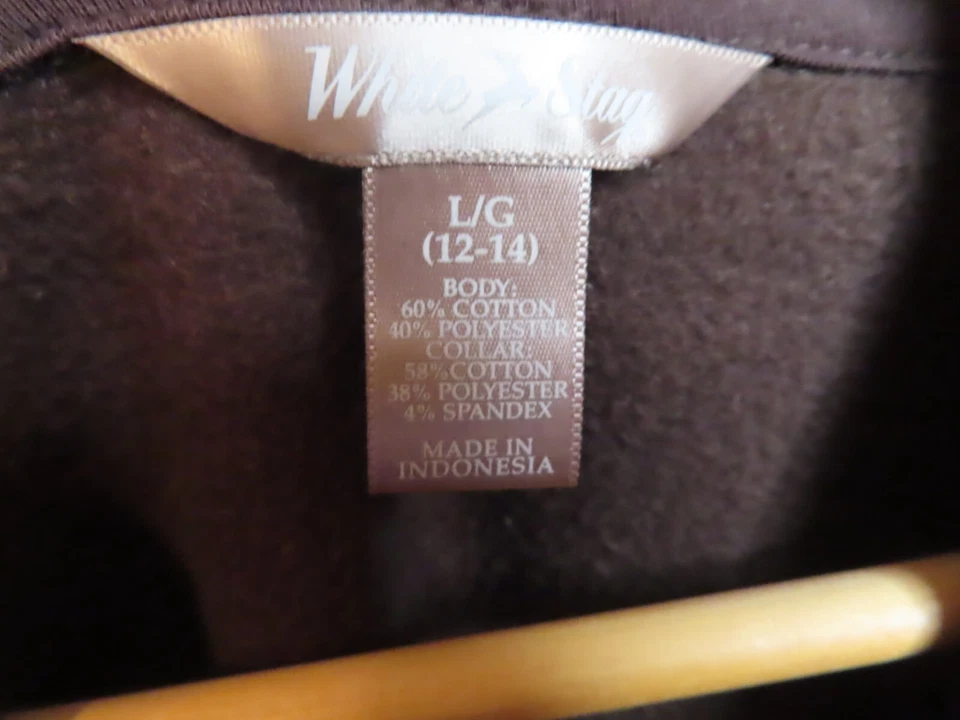 White Stag
L/G
(12-14)
BODY:
60% COTTON
40% POLYESTER
COLLAR:
58%COTTON
38% POLYESTER
4% SPANDEX
MADE IN
INDONESIA